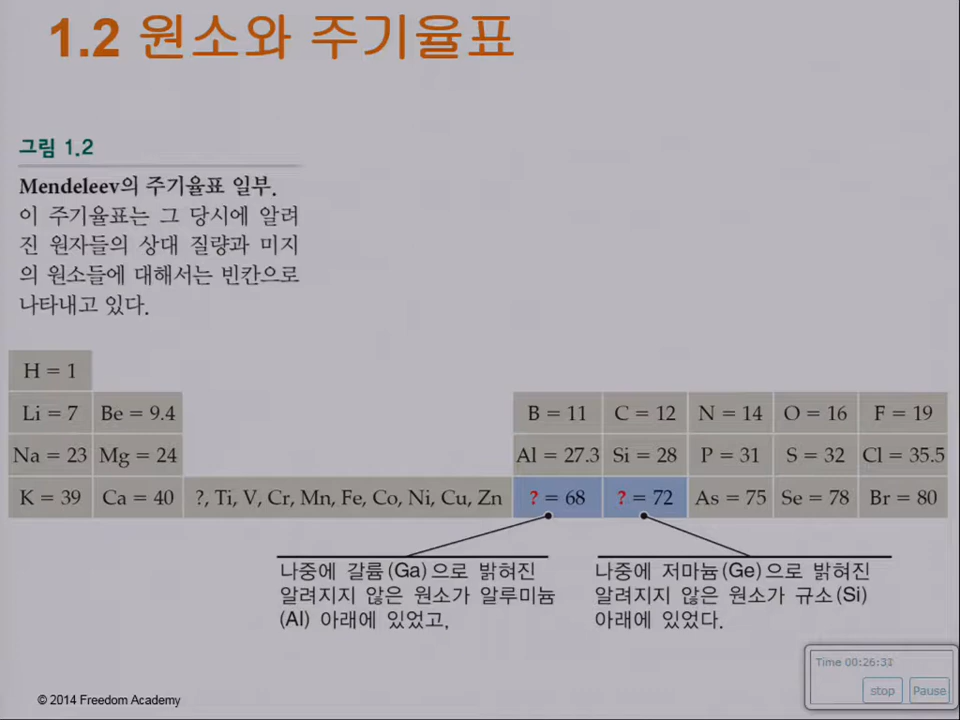 1.2 원소와 주기율표
그림 1.2
Mendeleev의 주기율표 일부.
이 주기율표는 그 당시에 알려
진 원자들의 상대 질량과 미지
의 원소들에 대해서는 빈칸으로
나타내고 있다.
H = 1
Li = 7 Be = 9.4 B = 11 C = 12 N = 14 O = 16 F = 19
Na = 23 Mg = 24 Al = 27.3 Si = 28 P = 31 S = 32 Cl = 35.5
K = 39 Ca = 40 ?, Ti, V, Cr, Mn, Fe, Co, Ni, Cu, Zn ? = 68 ? = 72 As = 75 Se = 78 Br = 80
나중에 갈륨(Ga)으로 밝혀진
알려지지 않은 원소가 알루미늄
(Al) 아래에 있었고,
나중에 저마늄(Ge)으로 밝혀진
알려지지 않은 원소가 규소(Si)
아래에 있었다.
Time 00:26:31
stop Pause
© 2014 Freedom Academy